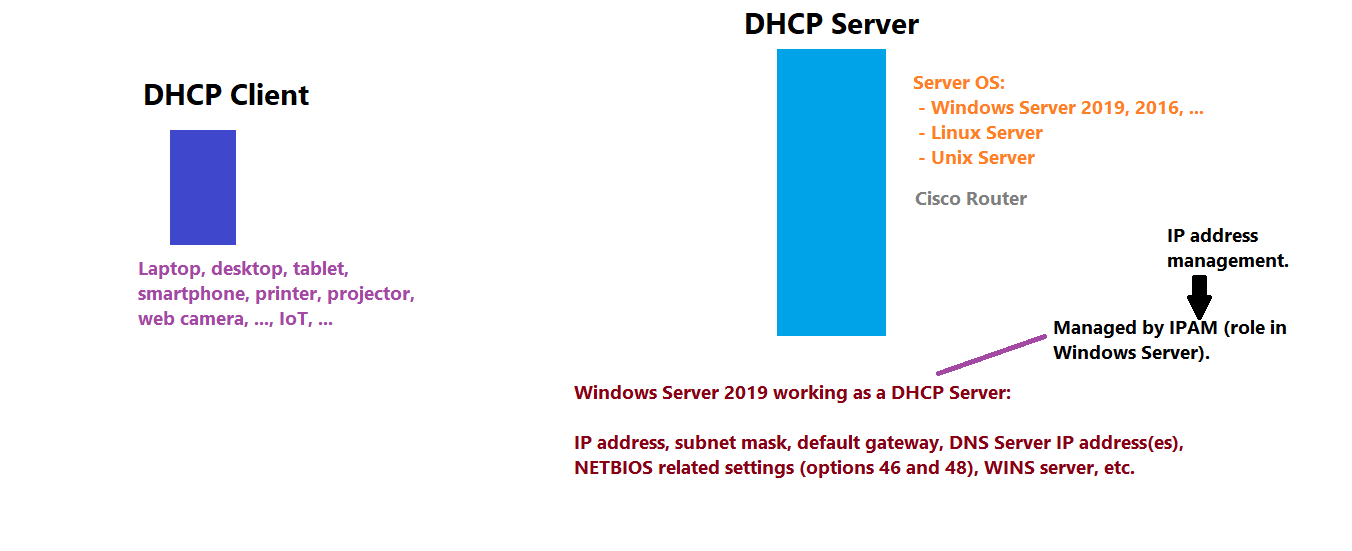 DHCP Server
DHCP Client
Server OS:
- Windows Server 2019, 2016, ...
- Linux Server
- Unix Server
Cisco Router
IP address
management.
Laptop, desktop, tablet,
smartphone, printer, projector,
web camera, ..., IoT, ...
Managed by IPAM (role in
Windows Server).
Windows Server 2019 working as a DHCP Server:
IP address, subnet mask, default gateway, DNS Server IP address(es),
NETBIOS related settings (options 46 and 48), WINS server, etc.